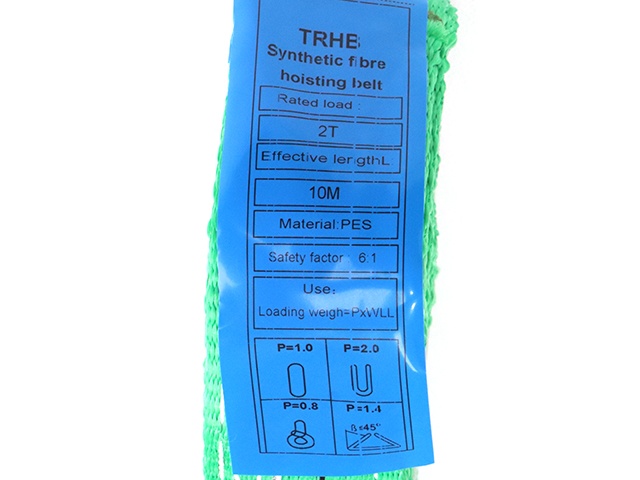 TRHB
Synthetic fibre
hoisting belt
Rated load :
2T
Effective lengthL:
10M
Material:PES
Safety factor 6:1
Use:
Loading weigh=PxWLL
P=1.0 P=2.0
P=0.8 P=1.4
β≤45°